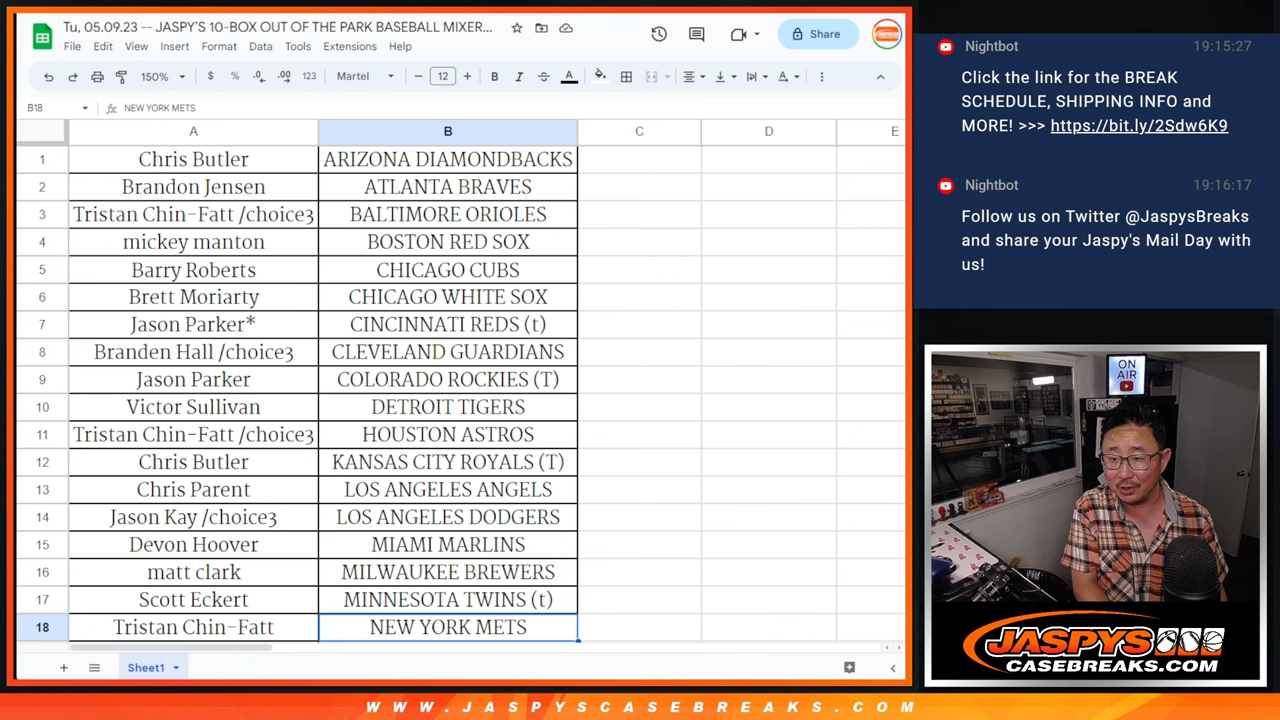 Tu, 05.09.23 -- JASPY'S 10-BOX OUT OF THE PARK BASEBALL MIXER...
File Edit View Insert Format Data Tools Extensions Help
Share
150% $ % .0 .00 123 Martel 12 B I A
B18 fx NEW YORK METS
A B C D E
1 Chris Butler ARIZONA DIAMONDBACKS
2 Brandon Jensen ATLANTA BRAVES
3 Tristan Chin-Fatt /choice3 BALTIMORE ORIOLES
4 mickey manton BOSTON RED SOX
5 Barry Roberts CHICAGO CUBS
6 Brett Moriarty CHICAGO WHITE SOX
7 Jason Parker* CINCINNATI REDS (t)
8 Branden Hall /choice3 CLEVELAND GUARDIANS
9 Jason Parker COLORADO ROCKIES (T)
10 Victor Sullivan DETROIT TIGERS
11 Tristan Chin-Fatt /choice3 HOUSTON ASTROS
12 Chris Butler KANSAS CITY ROYALS (T)
13 Chris Parent LOS ANGELES ANGELS
14 Jason Kay /choice3 LOS ANGELES DODGERS
15 Devon Hoover MIAMI MARLINS
16 matt clark MILWAUKEE BREWERS
17 Scott Eckert MINNESOTA TWINS (t)
18 Tristan Chin-Fatt NEW YORK METS
Sheet1
Nightbot 19:15:27
Click the link for the BREAK
SCHEDULE, SHIPPING INFO and
MORE! >>> https://bit.ly/2Sdw6K9
Nightbot 19:16:17
Follow us on Twitter @JaspysBreaks
and share your Jaspy's Mail Day with
us!
ON
AIR
JASPYS
CASEBREAKS.COM
WWW.JASPYSCASEBREAKS.COM